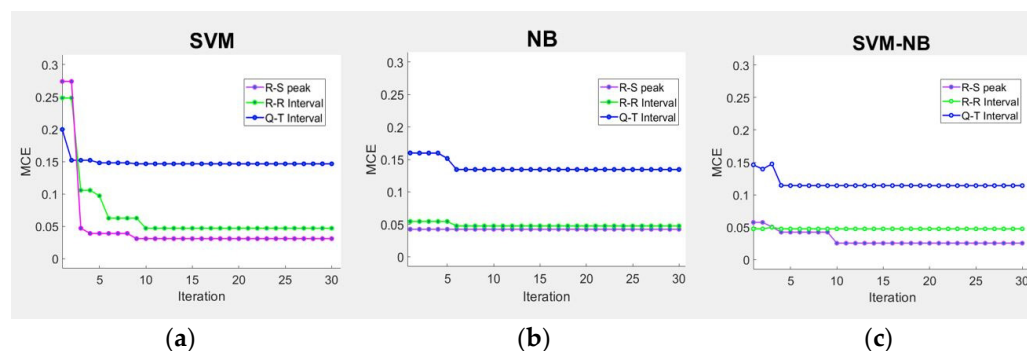 SVM
0.3
0.25
0.2
0.15
0.1
0.05
0
MCE
5 10 15 20 25 30
Iteration
R-S peak
R-R Interval
Q-T Interval
(a)
NB
0.3
0.25
0.2
0.15
0.1
0.05
0
MCE
5 10 15 20 25 30
Iteration
R-S peak
R-R Interval
Q-T Interval
(b)
SVM-NB
0.3
0.25
0.2
0.15
0.1
0.05
0
MCE
5 10 15 20 25 30
Iteration
R-S peak
R-R Interval
Q-T Interval
(c)